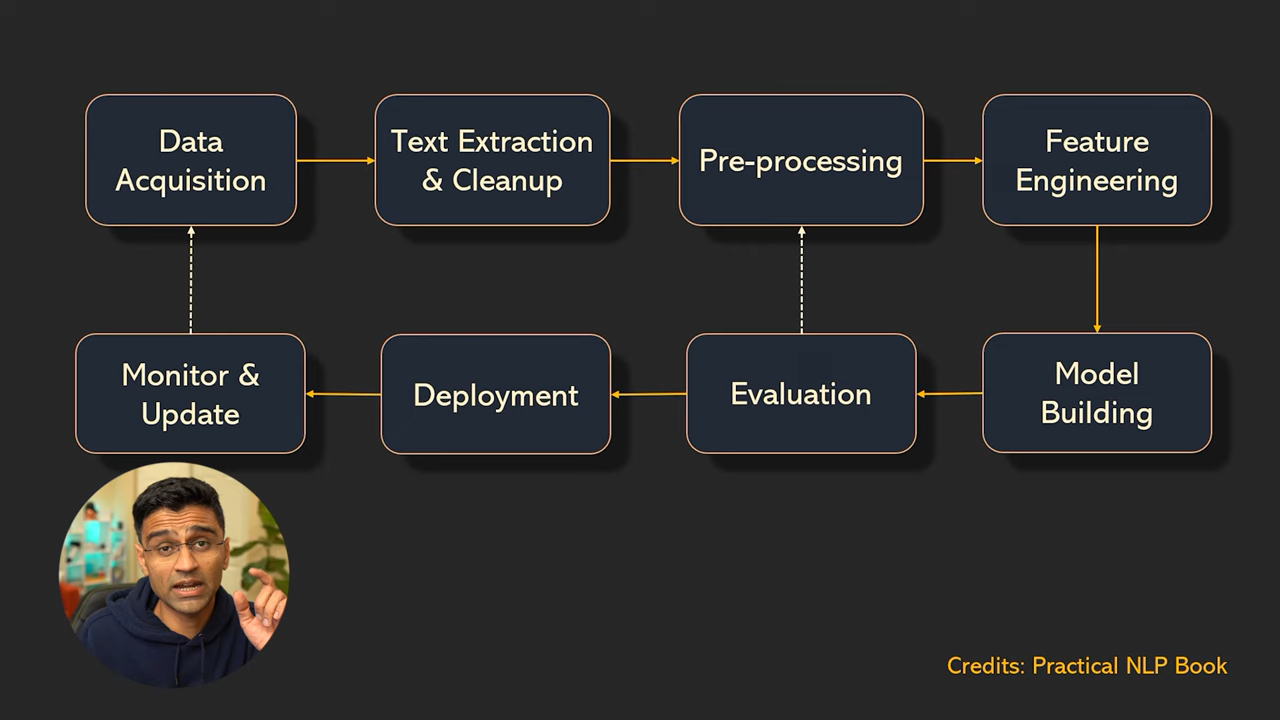 Data
Acquisition
Text Extraction
& Cleanup
Pre-processing
Feature
Engineering
Monitor &
Update
Deployment
Evaluation
Model
Building
Credits: Practical NLP Book